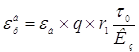 ε_δ^a = ε_a × q × r_1 τ_0 / Ê_ς